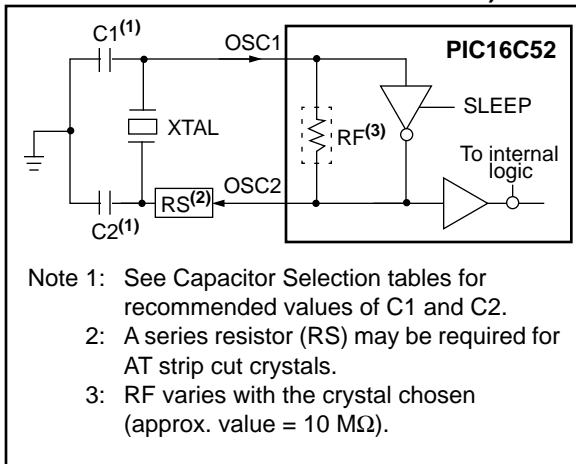 C1(1)
OSC1
PIC16C52
SLEEP
XTAL
RF(3)
To internal
logic
OSC2
RS(2)
C2(1)
Note 1: See Capacitor Selection tables for
recommended values of C1 and C2.
2: A series resistor (RS) may be required for
AT strip cut crystals.
3: RF varies with the crystal chosen
(approx. value = 10 MΩ).